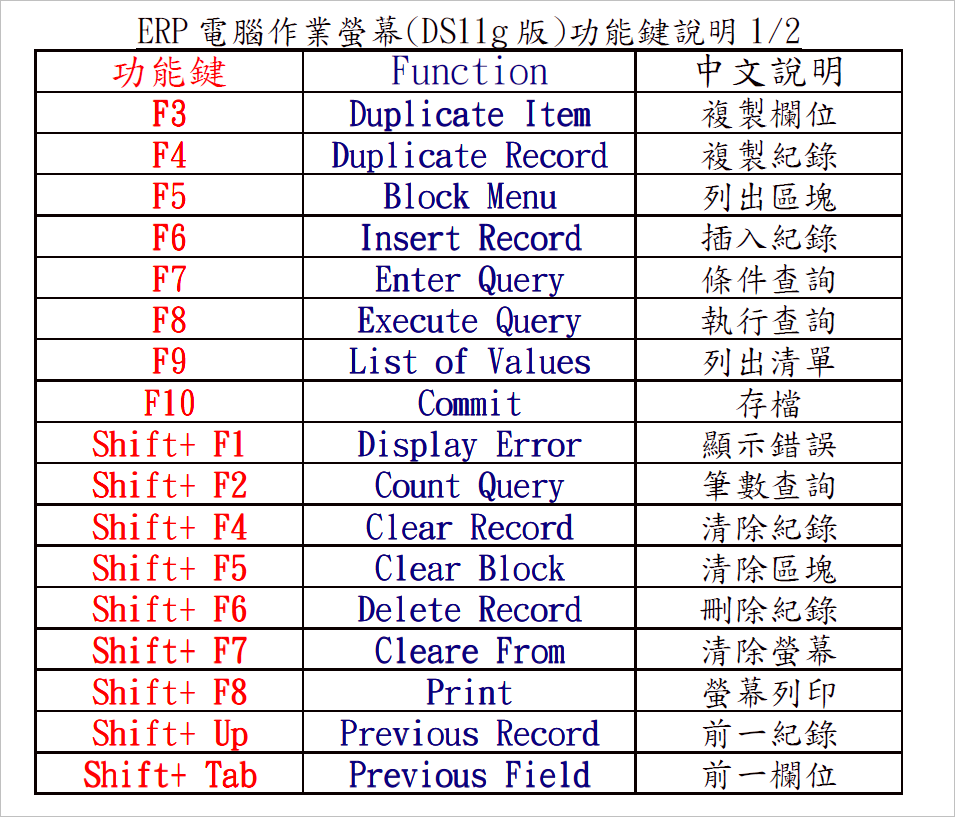 ERP 電腦作業螢幕(DS11g 版)功能鍵說明 1/2
功能鍵 Function 中文說明
F3 Duplicate Item 複製欄位
F4 Duplicate Record 複製紀錄
F5 Block Menu 列出區塊
F6 Insert Record 插入紀錄
F7 Enter Query 條件查詢
F8 Execute Query 執行查詢
F9 List of Values 列出清單
F10 Commit 存檔
Shift+ F1 Display Error 顯示錯誤
Shift+ F2 Count Query 筆數查詢
Shift+ F4 Clear Record 清除紀錄
Shift+ F5 Clear Block 清除區塊
Shift+ F6 Delete Record 刪除紀錄
Shift+ F7 Cleare From 清除螢幕
Shift+ F8 Print 螢幕列印
Shift+ Up Previous Record 前一紀錄
Shift+ Tab Previous Field 前一欄位